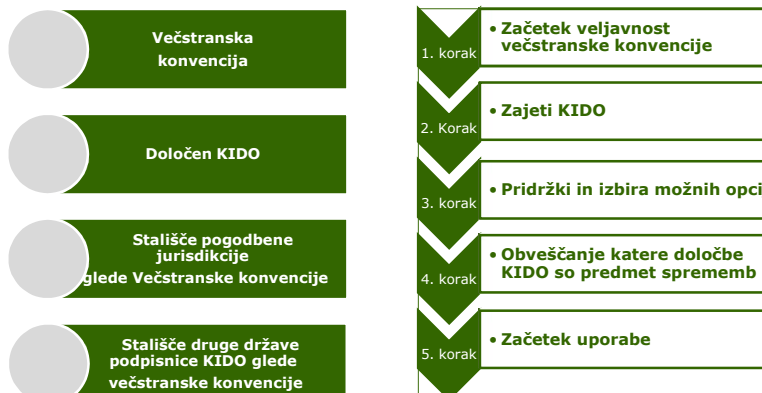 Večstranska
konvencija
Določen KIDO
Stališče pogodbene
jurisdikcije
glede Večstranske konvencije
Stališče druge države
podpisnice KIDO glede
večstranske konvencije
1. korak
• Začetek veljavnost
večstranske konvencije
2. Korak
• Zajeti KIDO
3. korak
• Pridržki in izbira možnih opci
4. korak
• Obveščanje katere določbe
KIDO so predmet sprememb
5. korak
• Začetek uporabe